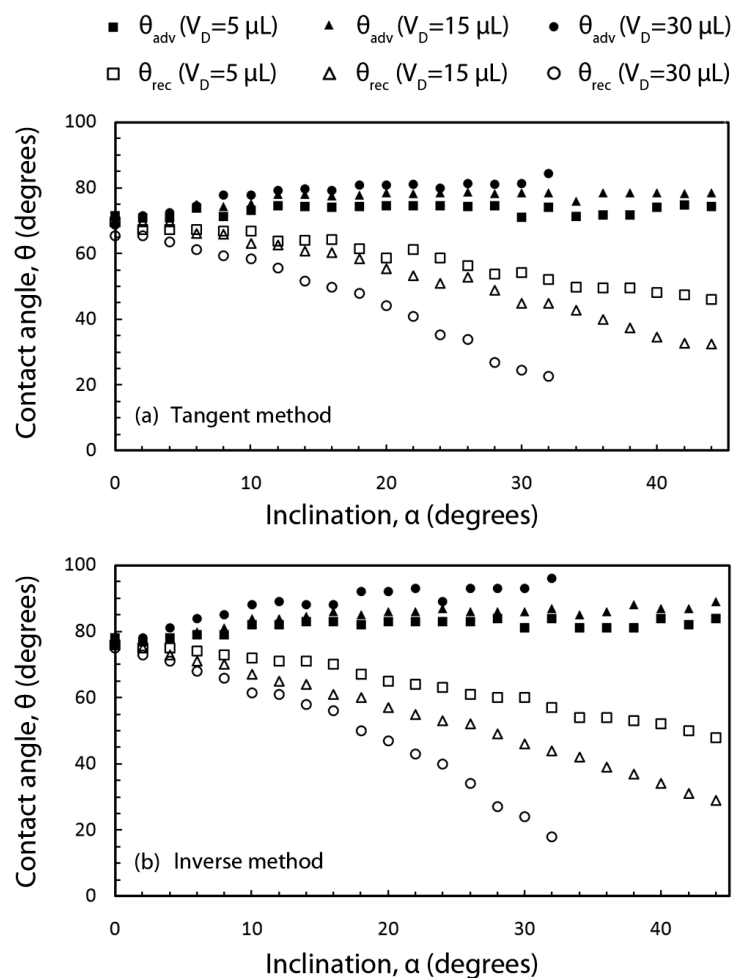 ■ θadv (VD=5 µL) ▲ θadv (VD=15 µL) ● θadv (VD=30 µL)
□ θrec (VD=5 µL) △ θrec (VD=15 µL) ○ θrec (VD=30 µL)
100
80
60
40
20
0
Contact angle, θ (degrees)
(a) Tangent method
0 10 20 30 40
Inclination, α (degrees)
100
80
60
40
20
0
Contact angle, θ (degrees)
(b) Inverse method
0 10 20 30 40
Inclination, α (degrees)